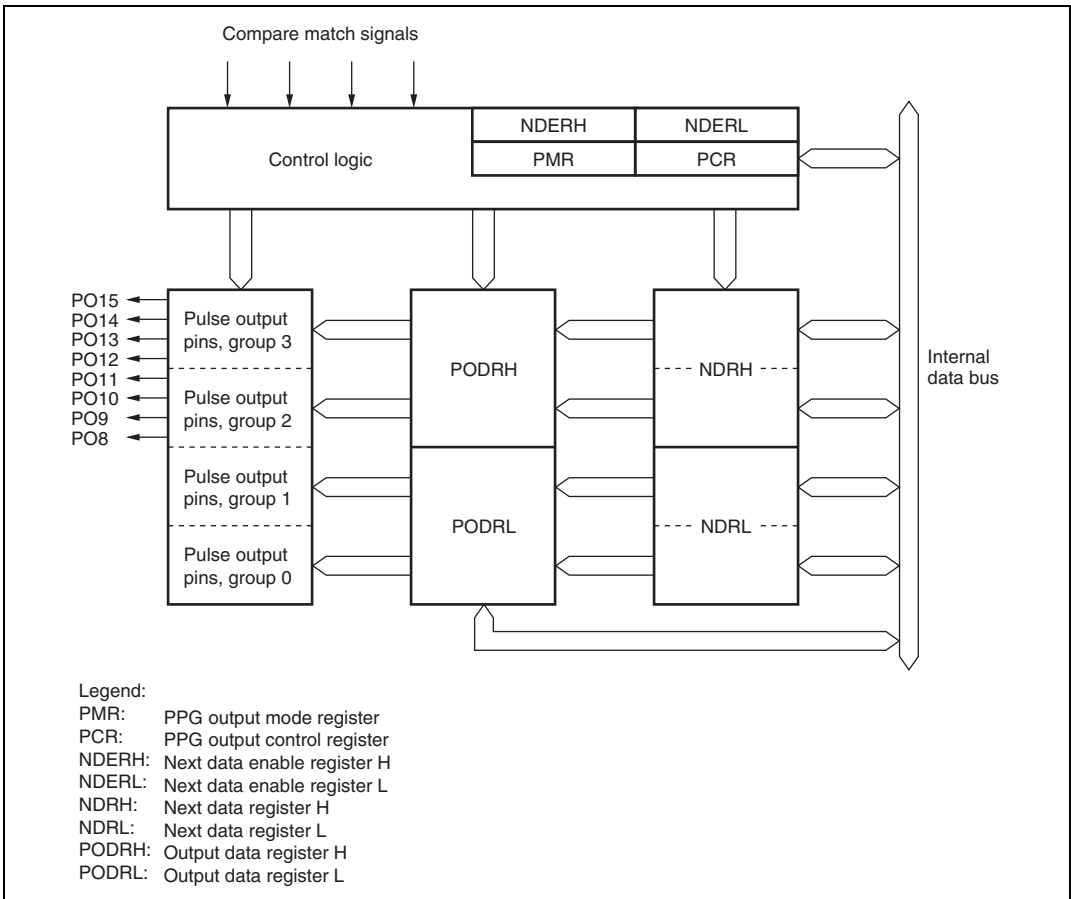 Compare match signals
NDERH
NDERL
Control logic
PMR
PCR
PO15
PO14
PO13
PO12
PO11
PO10
PO9
PO8
Pulse output
pins, group 3
Pulse output
pins, group 2
Pulse output
pins, group 1
Pulse output
pins, group 0
PODRH
PODRL
NDRH
NDRL
Internal
data bus
Legend:
PMR: PPG output mode register
PCR: PPG output control register
NDERH: Next data enable register H
NDERL: Next data enable register L
NDRH: Next data register H
NDRL: Next data register L
PODRH: Output data register H
PODRL: Output data register L